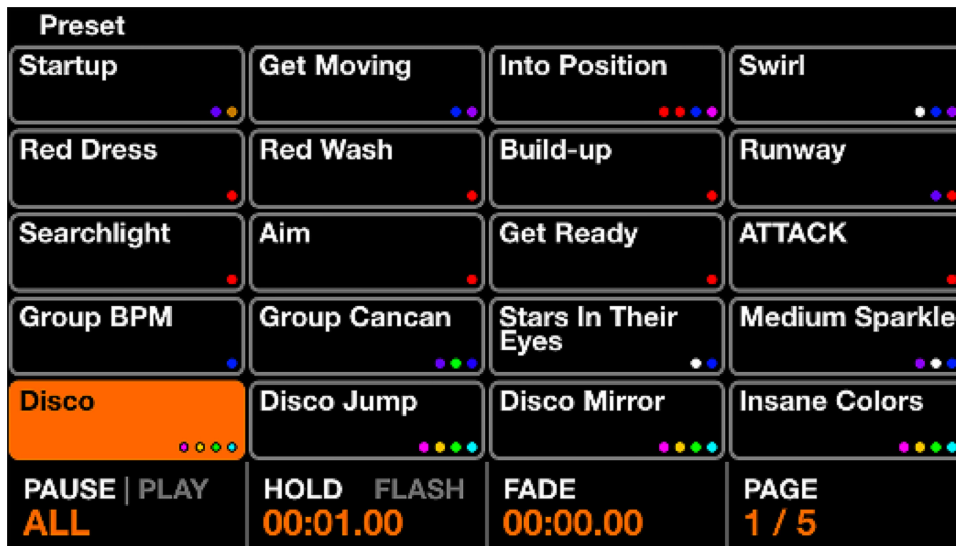 Preset
Startup
Get Moving
Into Position
Swirl
Red Dress
Red Wash
Build-up
Runway
Searchlight
Aim
Get Ready
ATTACK
Group BPM
Group Cancan
Stars In Their
Eyes
Medium Sparkle
Disco
Disco Jump
Disco Mirror
Insane Colors
PAUSE | PLAY
ALL
HOLD FLASH
00:01.00
FADE
00:00.00
PAGE
1 / 5